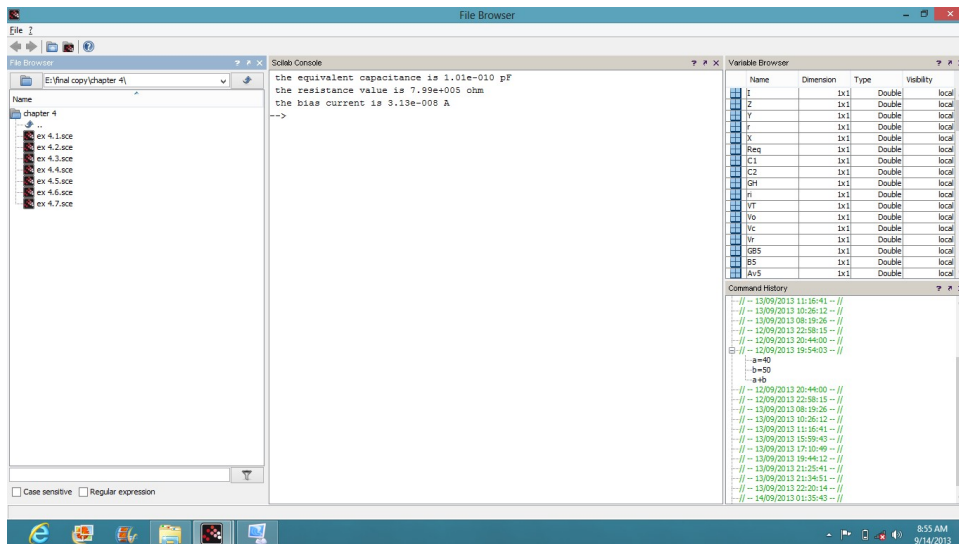 File Browser
File ?
File Browser
E:\final copy\chapter 4\
Name
chapter 4
..
ex 4.1.sce
ex 4.2.sce
ex 4.3.sce
ex 4.4.sce
ex 4.5.sce
ex 4.6.sce
ex 4.7.sce
Case sensitive Regular expression
Scilab Console
the equivalent capacitance is 1.01e-010 pF
the resistance value is 7.99e+005 ohm
the bias current is 3.13e-008 A
-->
Variable Browser
Name Dimension Type Visibility
I 1x1 Double local
Z 1x1 Double local
Y 1x1 Double local
r 1x1 Double local
X 1x1 Double local
Req 1x1 Double local
C1 1x1 Double local
C2 1x1 Double local
GH 1x1 Double local
ri 1x1 Double local
VT 1x1 Double local
Vo 1x1 Double local
Vc 1x1 Double local
Vr 1x1 Double local
GB5 1x1 Double local
B5 1x1 Double local
Av5 1x1 Double local
Command History
// -- 13/09/2013 11:16:41 -- //
// -- 13/09/2013 10:26:12 -- //
// -- 13/09/2013 08:19:26 -- //
// -- 12/09/2013 22:58:15 -- //
// -- 12/09/2013 20:44:00 -- //
// -- 12/09/2013 19:54:03 -- //
a=40
b=50
a+b
// -- 12/09/2013 20:44:00 -- //
// -- 12/09/2013 22:58:15 -- //
// -- 13/09/2013 08:19:26 -- //
// -- 13/09/2013 10:26:12 -- //
// -- 13/09/2013 11:16:41 -- //
// -- 13/09/2013 15:59:43 -- //
// -- 13/09/2013 17:10:49 -- //
// -- 13/09/2013 19:44:12 -- //
// -- 13/09/2013 21:25:41 -- //
// -- 13/09/2013 21:34:51 -- //
// -- 13/09/2013 22:20:14 -- //
// -- 14/09/2013 01:35:43 -- //
8:55 AM
9/14/2013